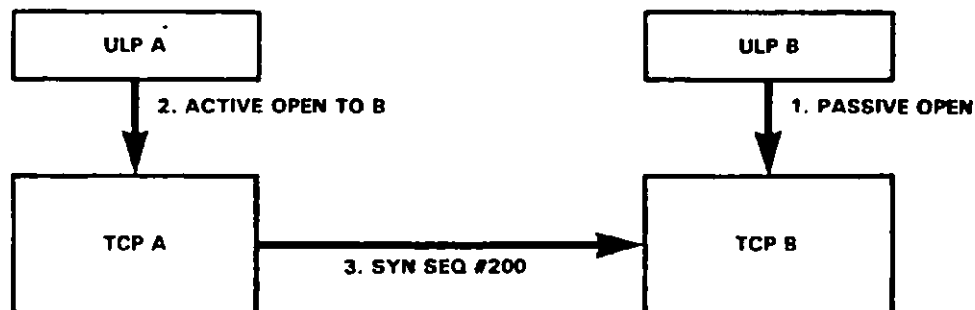 ULP A
ULP B
2. ACTIVE OPEN TO B
1. PASSIVE OPEN
TCP A
TCP B
3. SYN SEQ #200